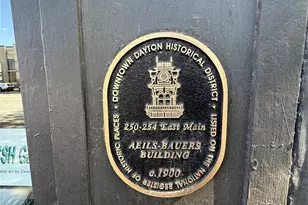 DOWNTOWN DAYTON HISTORICAL DISTRICT
250-254 East Main
AEILS-BAUERS
BUILDING
c.1900
LISTED ON THE NATIONAL REGISTER OF HISTORIC PLACES
SH G